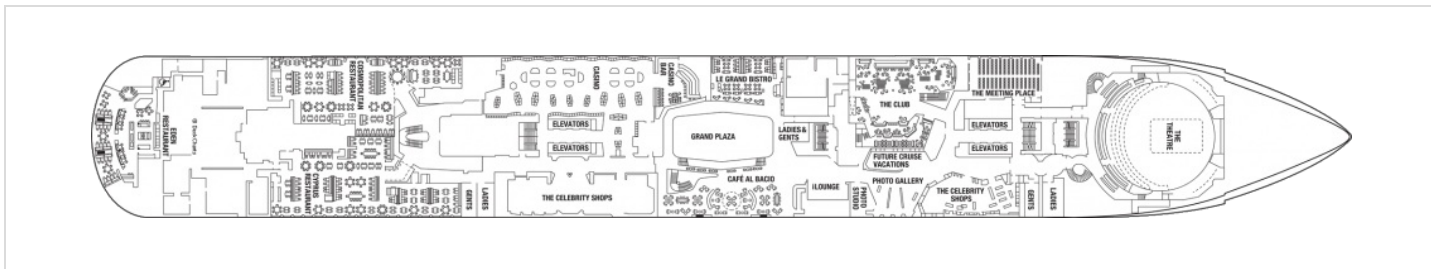 EDEN
RESTAURANT
COSMOPOLITAN
RESTAURANT
CYPRUS
RESTAURANT
GENTS
LADIES
CASINO
ELEVATORS
ELEVATORS
THE CELEBRITY SHOPS
CASINO
BAR
LE GRAND BISTRO
GRAND PLAZA
CAFÉ AL BACIO
LADIES &
GENTS
iLOUNGE
THE CLUB
FUTURE CRUISE
VACATIONS
PHOTO
STUDIO
PHOTO GALLERY
THE CELEBRITY
SHOPS
THE MEETING PLACE
ELEVATORS
ELEVATORS
GENTS
LADIES
THE
THEATRE